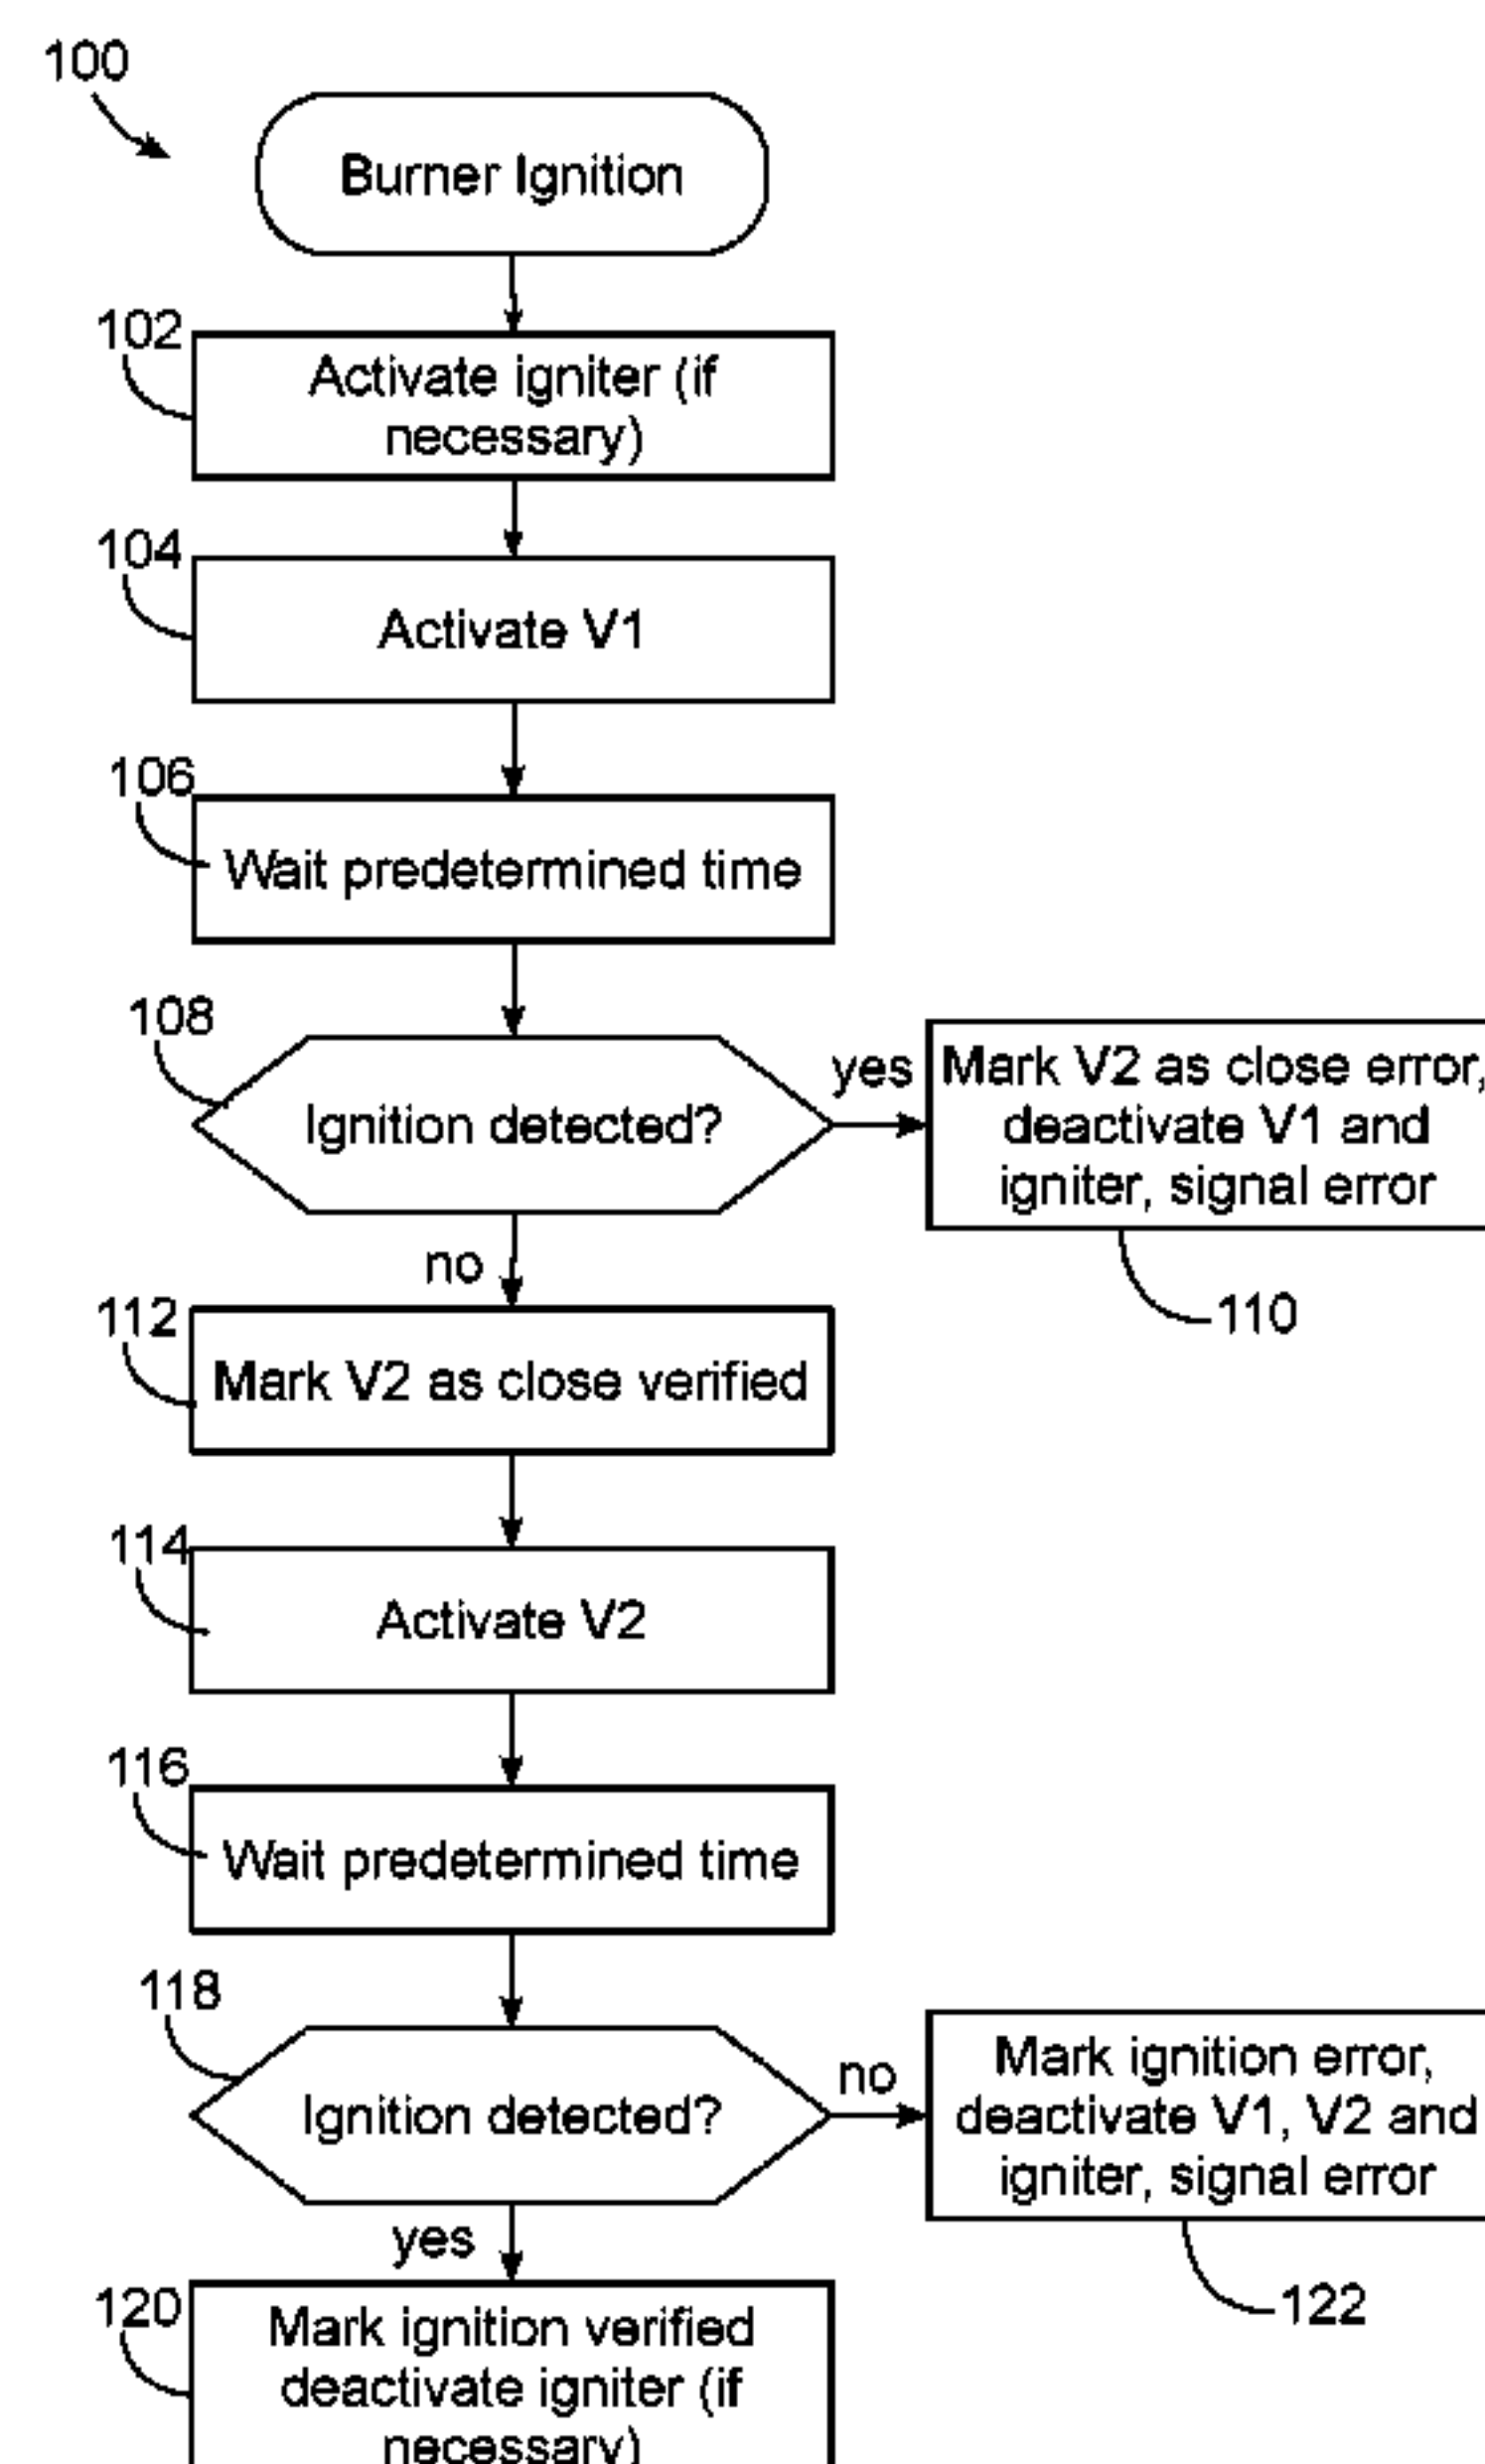 100
Burner Ignition
102
Activate igniter (if
necessary)
104
Activate V1
106
Wait predetermined time
108
Ignition detected?
yes
Mark V2 as close error,
deactivate V1 and
igniter, signal error
110
no
112
Mark V2 as close verified
114
Activate V2
116
Wait predetermined time
118
Ignition detected?
no
Mark ignition error,
deactivate V1, V2 and
igniter, signal error
122
yes
120
Mark ignition verified
deactivate igniter (if
necessary)